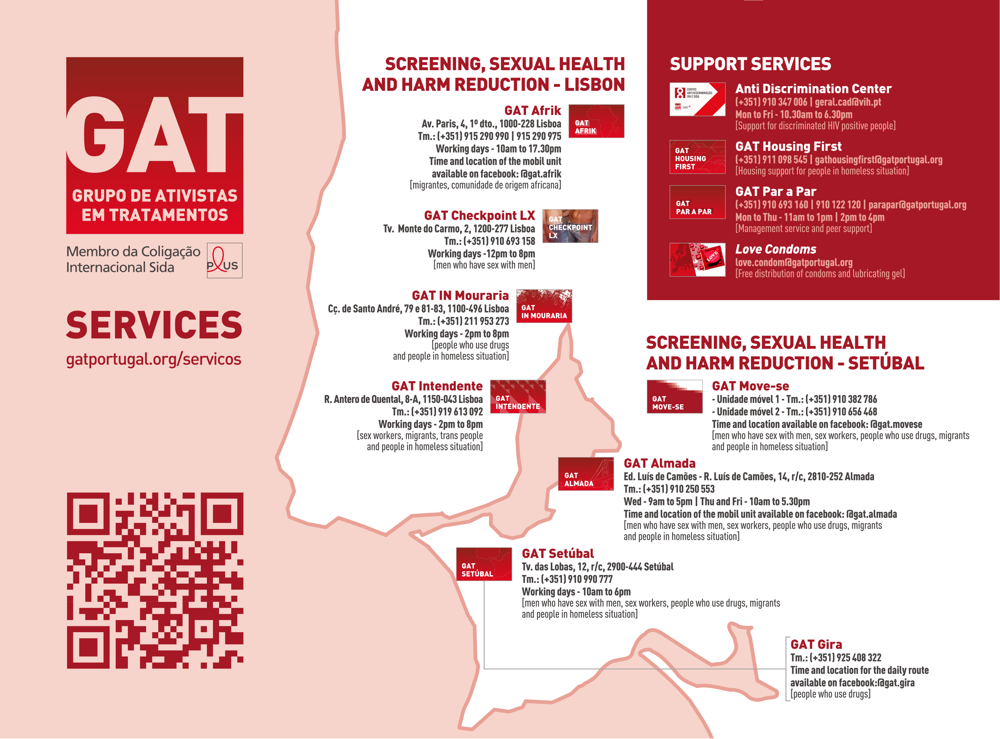 GAT
GRUPO DE ATIVISTAS
EM TRATAMENTOS
Membro da Coligação
Internacional Sida
PLUS
SERVICES
gatportugal.org/servicos
SCREENING, SEXUAL HEALTH
AND HARM REDUCTION - LISBON
GAT Afrik
Av. Paris, 4, 1º dto., 1000-228 Lisboa
Tm.: (+351) 915 290 990 | 915 290 975
Working days - 10am to 17.30pm
Time and location of the mobil unit
available on facebook: @gat.afrik
[migrantes, comunidade de origem africana]
GAT
AFRIK
GAT Checkpoint LX
Tv.  Monte do Carmo, 2, 1200-277 Lisboa
Tm.: (+351) 910 693 158
Working days -12pm to 8pm
[men who have sex with men]
GAT
CHECKPOINT
LX
GAT IN Mouraria
Cç. de Santo André, 79 e 81-83, 1100-496 Lisboa
Tm.: (+351) 211 953 273
Working days - 2pm to 8pm
[people who use drugs
and people in homeless situation]
GAT
IN MOURARIA
GAT Intendente
R. Antero de Quental, 8-A, 1150-043 Lisboa
Tm.: (+351) 919 613 092
Working days - 2pm to 8pm
[sex workers, migrants, trans people
and people in homeless situation]
GAT
INTENDENTE
SUPPORT SERVICES
CENTRO
ANTI-DISCRIMINAÇÃO
VIH E SIDA
GAT
ser+
Anti Discrimination Center
(+351) 910 347 006 | geral.cad@vih.pt
Mon to Fri - 10.30am to 6.30pm
[Support for discriminated HIV positive people]
GAT
HOUSING
FIRST
GAT Housing First
(+351) 911 098 545 | gathousingfirst@gatportugal.org
[Housing support for people in homeless situation]
GAT
PAR A PAR
GAT Par a Par
(+351) 910 693 160 | 910 122 120 | parapar@gatportugal.org
Mon to Thu - 11am to 1pm | 2pm to 4pm
[Management service and peer support]
LOVE
Love Condoms
love.condom@gatportugal.org
[Free distribution of condoms and lubricating gel]
SCREENING, SEXUAL HEALTH
AND HARM REDUCTION - SETÚBAL
GAT
MOVE-SE
GAT Move-se
- Unidade móvel 1 - Tm.: (+351) 910 382 786
- Unidade móvel 2 - Tm.: (+351) 910 656 468
Time and location available on facebook: @gat.movese
[men who have sex with men, sex workers, people who use drugs, migrants
and people in homeless situation]
GAT
ALMADA
GAT Almada
Ed. Luís de Camões - R. Luís de Camões, 14, r/c, 2810-252 Almada
Tm.: (+351) 910 250 553
Wed - 9am to 5pm | Thu and Fri - 10am to 5.30pm
Time and location of the mobil unit available on facebook: @gat.almada
[men who have sex with men, sex workers, people who use drugs, migrants
and people in homeless situation]
GAT
SETÚBAL
GAT Setúbal
Tv. das Lobas, 12, r/c, 2900-444 Setúbal
Tm.: (+351) 910 990 777
Working days - 10am to 6pm
[men who have sex with men, sex workers, people who use drugs, migrants
and people in homeless situation]
GAT Gira
Tm.: (+351) 925 408 322
Time and location for the daily route
available on facebook:@gat.gira
[people who use drugs]